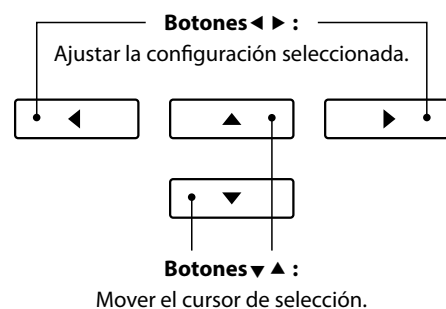 Botones ◀ ▶ :
Ajustar la configuración seleccionada.
Botones ▼ ▲ :
Mover el cursor de selección.